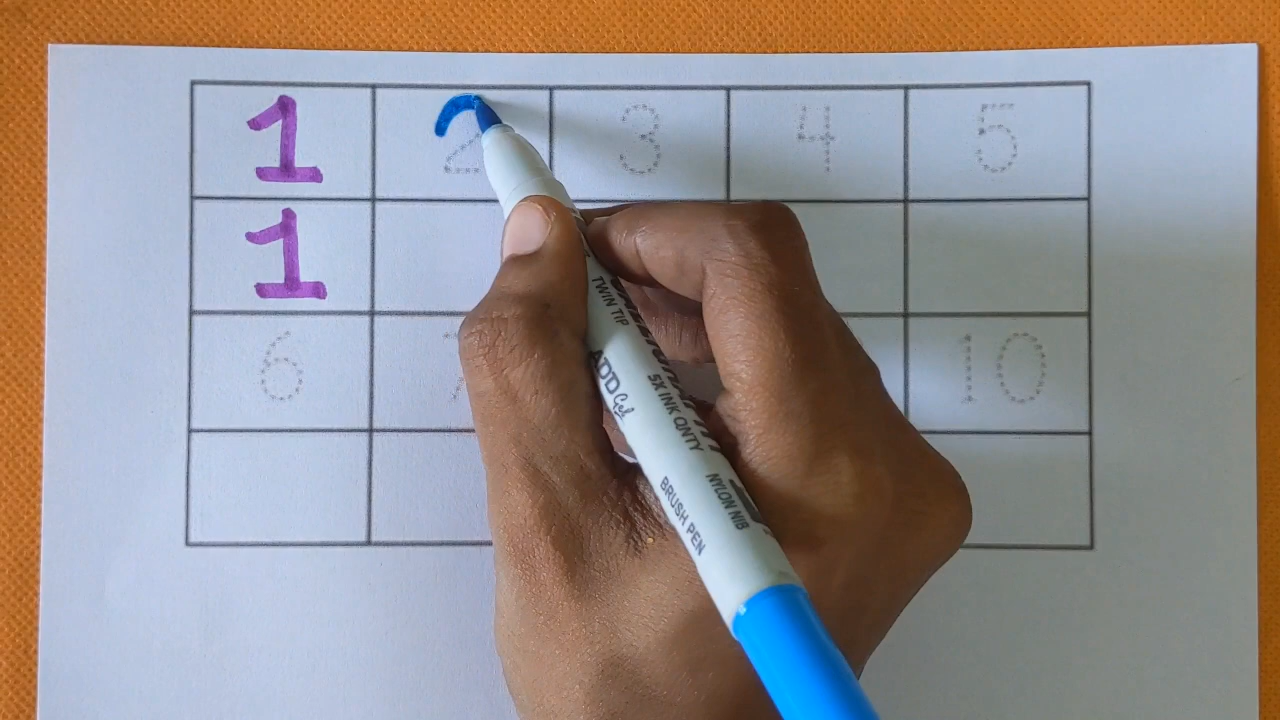 1 2 3 4 5
1
6 7 10
TWIN TIP
ADD Gel
5X INK QNTY
NYLON NIB
BRUSH PEN